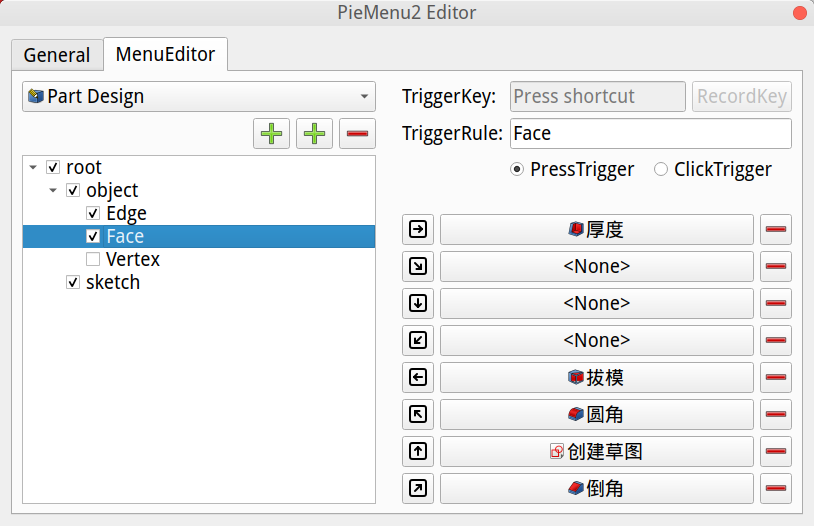 PieMenu2 Editor
General
MenuEditor
Part Design
root
object
Edge
Face
Vertex
sketch
TriggerKey:
Press shortcut
RecordKey
TriggerRule:
Face
PressTrigger
ClickTrigger
厚度
<None>
<None>
<None>
拔模
圆角
创建草图
倒角